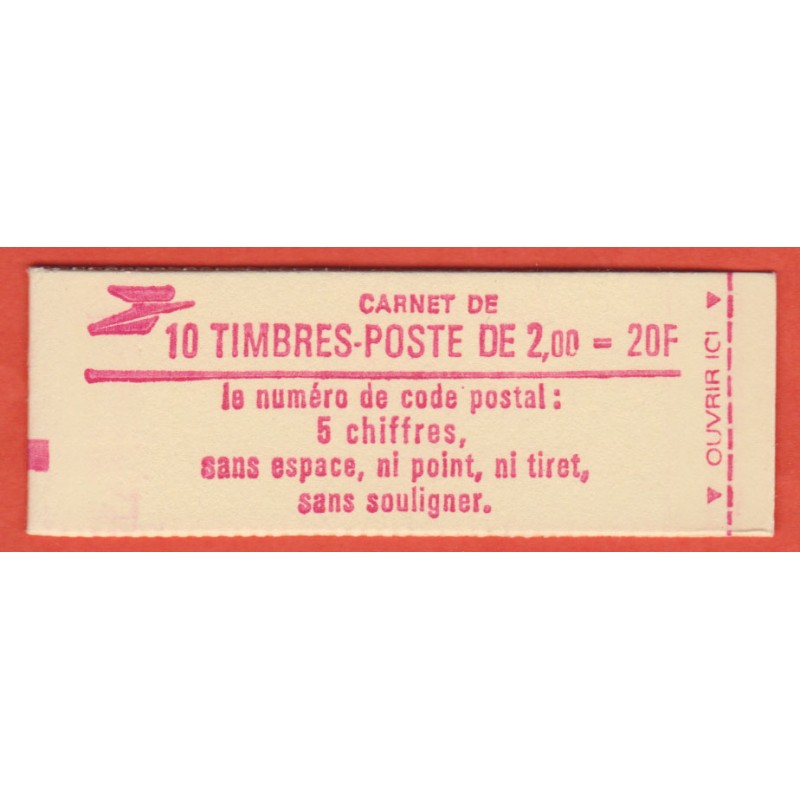 CARNET DE
10 TIMBRES-POSTE DE 2,00 = 20F
le numéro de code postal :
5 chiffres,
sans espace, ni point, ni tiret,
sans souligner.
OUVRIR ICI